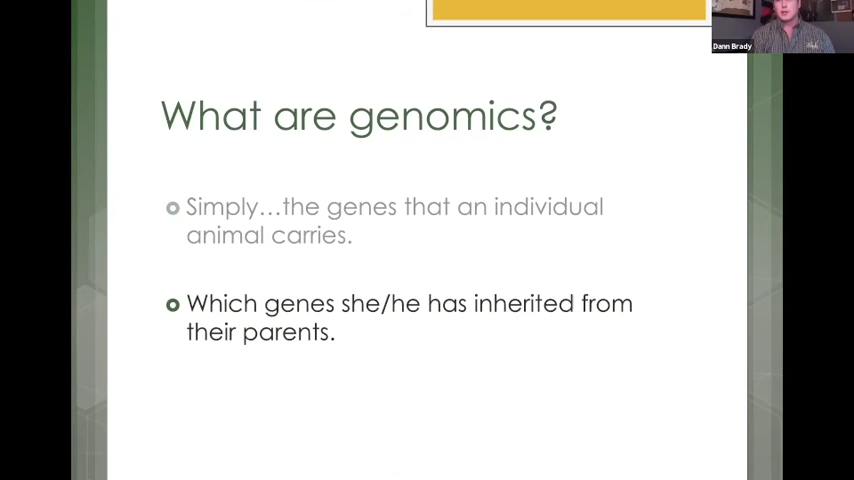 Dann Brady
What are genomics?
Simply…the genes that an individual
animal carries.
Which genes she/he has inherited from
their parents.